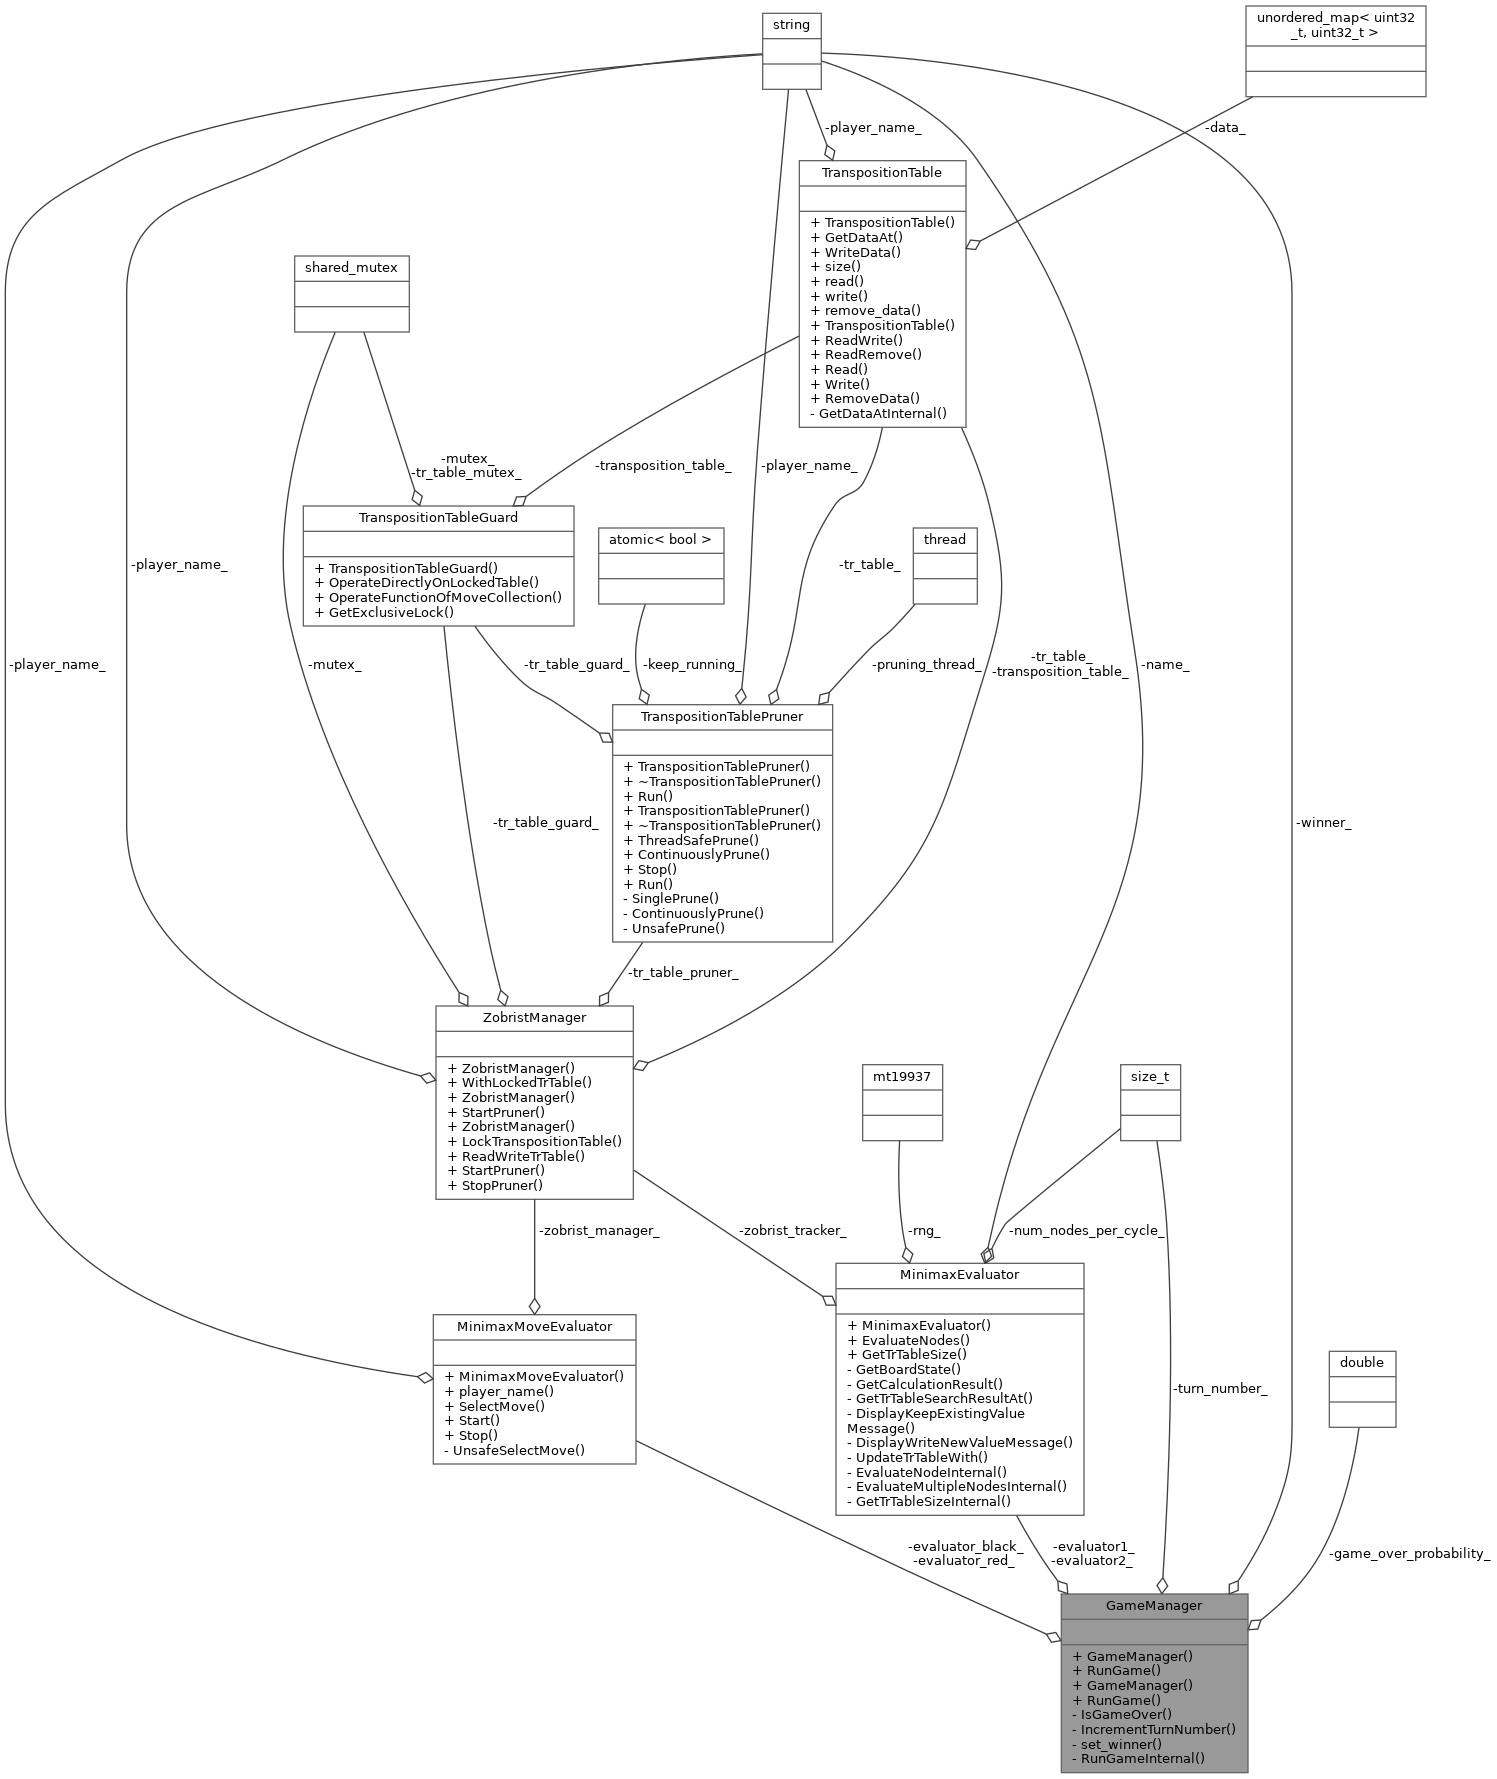 string
unordered_map< uint32
_t, uint32_t >
-player_name_
-data_
TranspositionTable
+ TranspositionTable()
+ GetDataAt()
+ WriteData()
+ size()
+ read()
+ write()
+ remove_data()
+ TranspositionTable()
+ ReadWrite()
+ ReadRemove()
+ Read()
+ Write()
+ RemoveData()
- GetDataAtInternal()
shared_mutex
-mutex_
-tr_table_mutex_
-transposition_table_
-player_name_
TranspositionTableGuard
+ TranspositionTableGuard()
+ OperateDirectlyOnLockedTable()
+ OperateFunctionOfMoveCollection()
+ GetExclusiveLock()
atomic< bool >
thread
-player_name_
-tr_table_
-player_name_
-mutex_
-tr_table_guard_
-keep_running_
-pruning_thread_
-tr_table_
-transposition_table_
-name_
TranspositionTablePruner
+ TranspositionTablePruner()
+ ~TranspositionTablePruner()
+ Run()
+ TranspositionTablePruner()
+ ~TranspositionTablePruner()
+ ThreadSafePrune()
+ ContinuouslyPrune()
+ Stop()
+ Run()
- SinglePrune()
- ContinuouslyPrune()
- UnsafePrune()
-tr_table_guard_
-winner_
-tr_table_pruner_
ZobristManager
+ ZobristManager()
+ WithLockedTrTable()
+ ZobristManager()
+ StartPruner()
+ ZobristManager()
+ LockTranspositionTable()
+ ReadWriteTrTable()
+ StartPruner()
+ StopPruner()
mt19937
size_t
-zobrist_manager_
-zobrist_tracker_
-rng_
-num_nodes_per_cycle_
MinimaxEvaluator
+ MinimaxEvaluator()
+ EvaluateNodes()
+ GetTrTableSize()
- GetBoardState()
- GetCalculationResult()
- GetTrTableSearchResultAt()
- DisplayKeepExistingValue
Message()
- DisplayWriteNewValueMessage()
- UpdateTrTableWith()
- EvaluateNodeInternal()
- EvaluateMultipleNodesInternal()
- GetTrTableSizeInternal()
MinimaxMoveEvaluator
+ MinimaxMoveEvaluator()
+ player_name()
+ SelectMove()
+ Start()
+ Stop()
- UnsafeSelectMove()
-turn_number_
double
-evaluator_black_
-evaluator_red_
-evaluator1_
-evaluator2_
-game_over_probability_
GameManager
+ GameManager()
+ RunGame()
+ GameManager()
+ RunGame()
- IsGameOver()
- IncrementTurnNumber()
- set_winner()
- RunGameInternal()